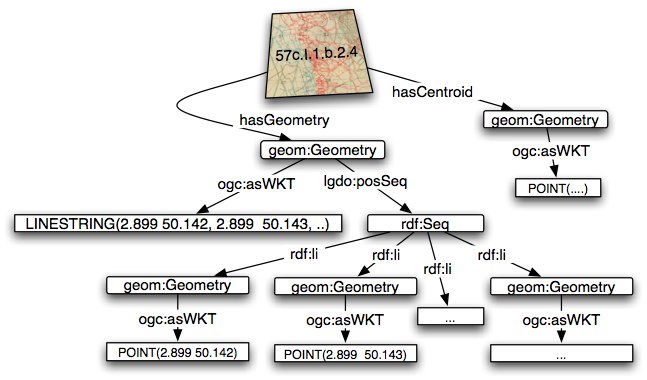 57c.l.1.b.2.4
hasCentroid
hasGeometry
geom:Geometry
geom:Geometry
ogc:asWKT
ogc:asWKT
lgdo:posSeq
POINT(....)
LINESTRING(2.899 50.142, 2.899 50.143, ..)
rdf:Seq
rdf:li
rdf:li
rdf:li
rdf:li
geom:Geometry
geom:Geometry
geom:Geometry
ogc:asWKT
ogc:asWKT
...
ogc:asWKT
POINT(2.899 50.142)
POINT(2.899 50.143)
...